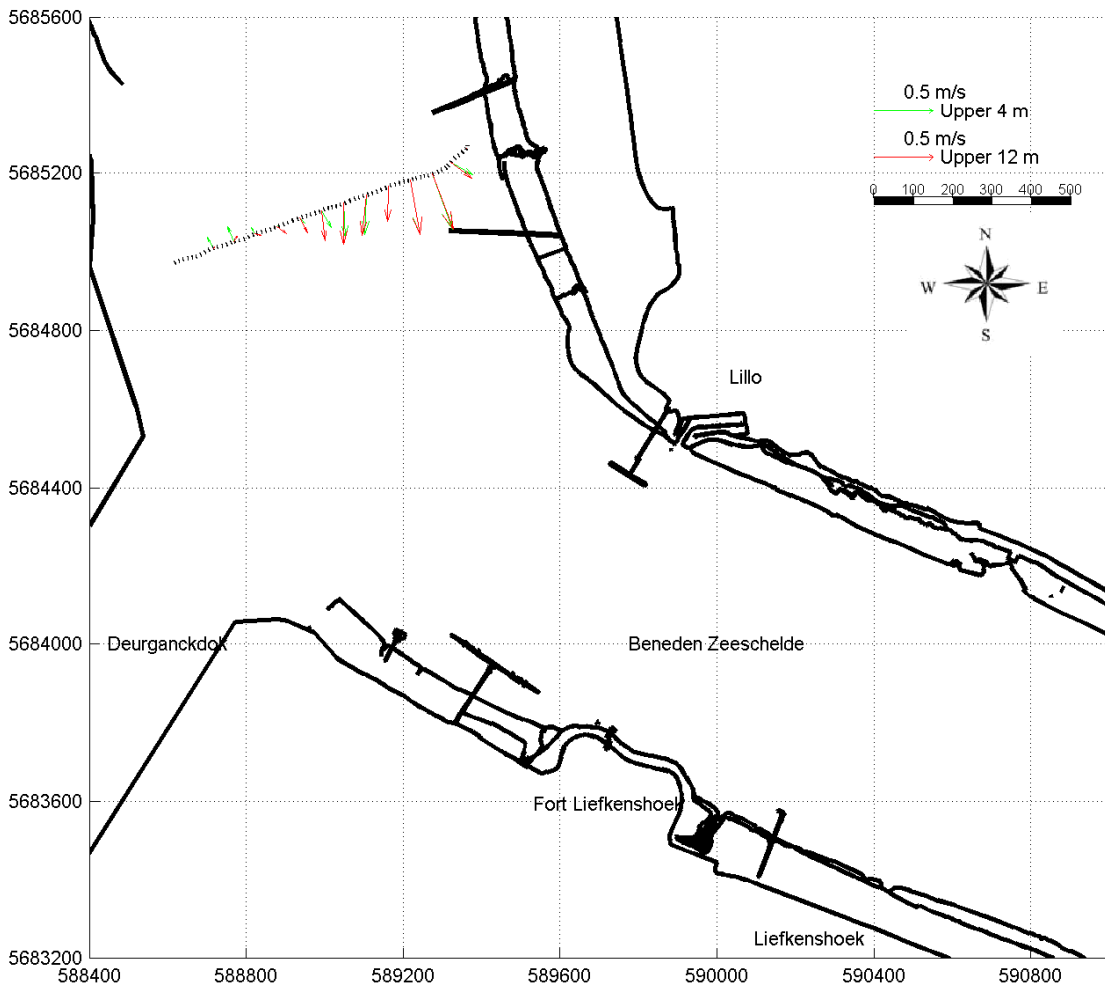 5685600
0.5 m/s
Upper 4 m
0.5 m/s
Upper 12 m
5685200
0 100 200 300 400 500
N
W E
S
5684800
Lillo
5684400
5684000
Deurganckdok
Beneden Zeeschelde
5683600
Fort Liefkenshoek
Liefkenshoek
5683200
588400 588800 589200 589600 590000 590400 590800